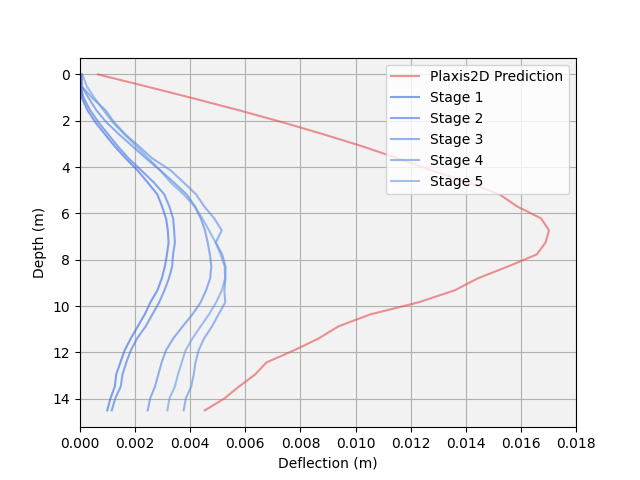 Plaxis2D Prediction
Stage 1
Stage 2
Stage 3
Stage 4
Stage 5
0
2
4
6
8
10
12
14
Depth (m)
0.000 0.002 0.004 0.006 0.008 0.010 0.012 0.014 0.016 0.018
Deflection (m)